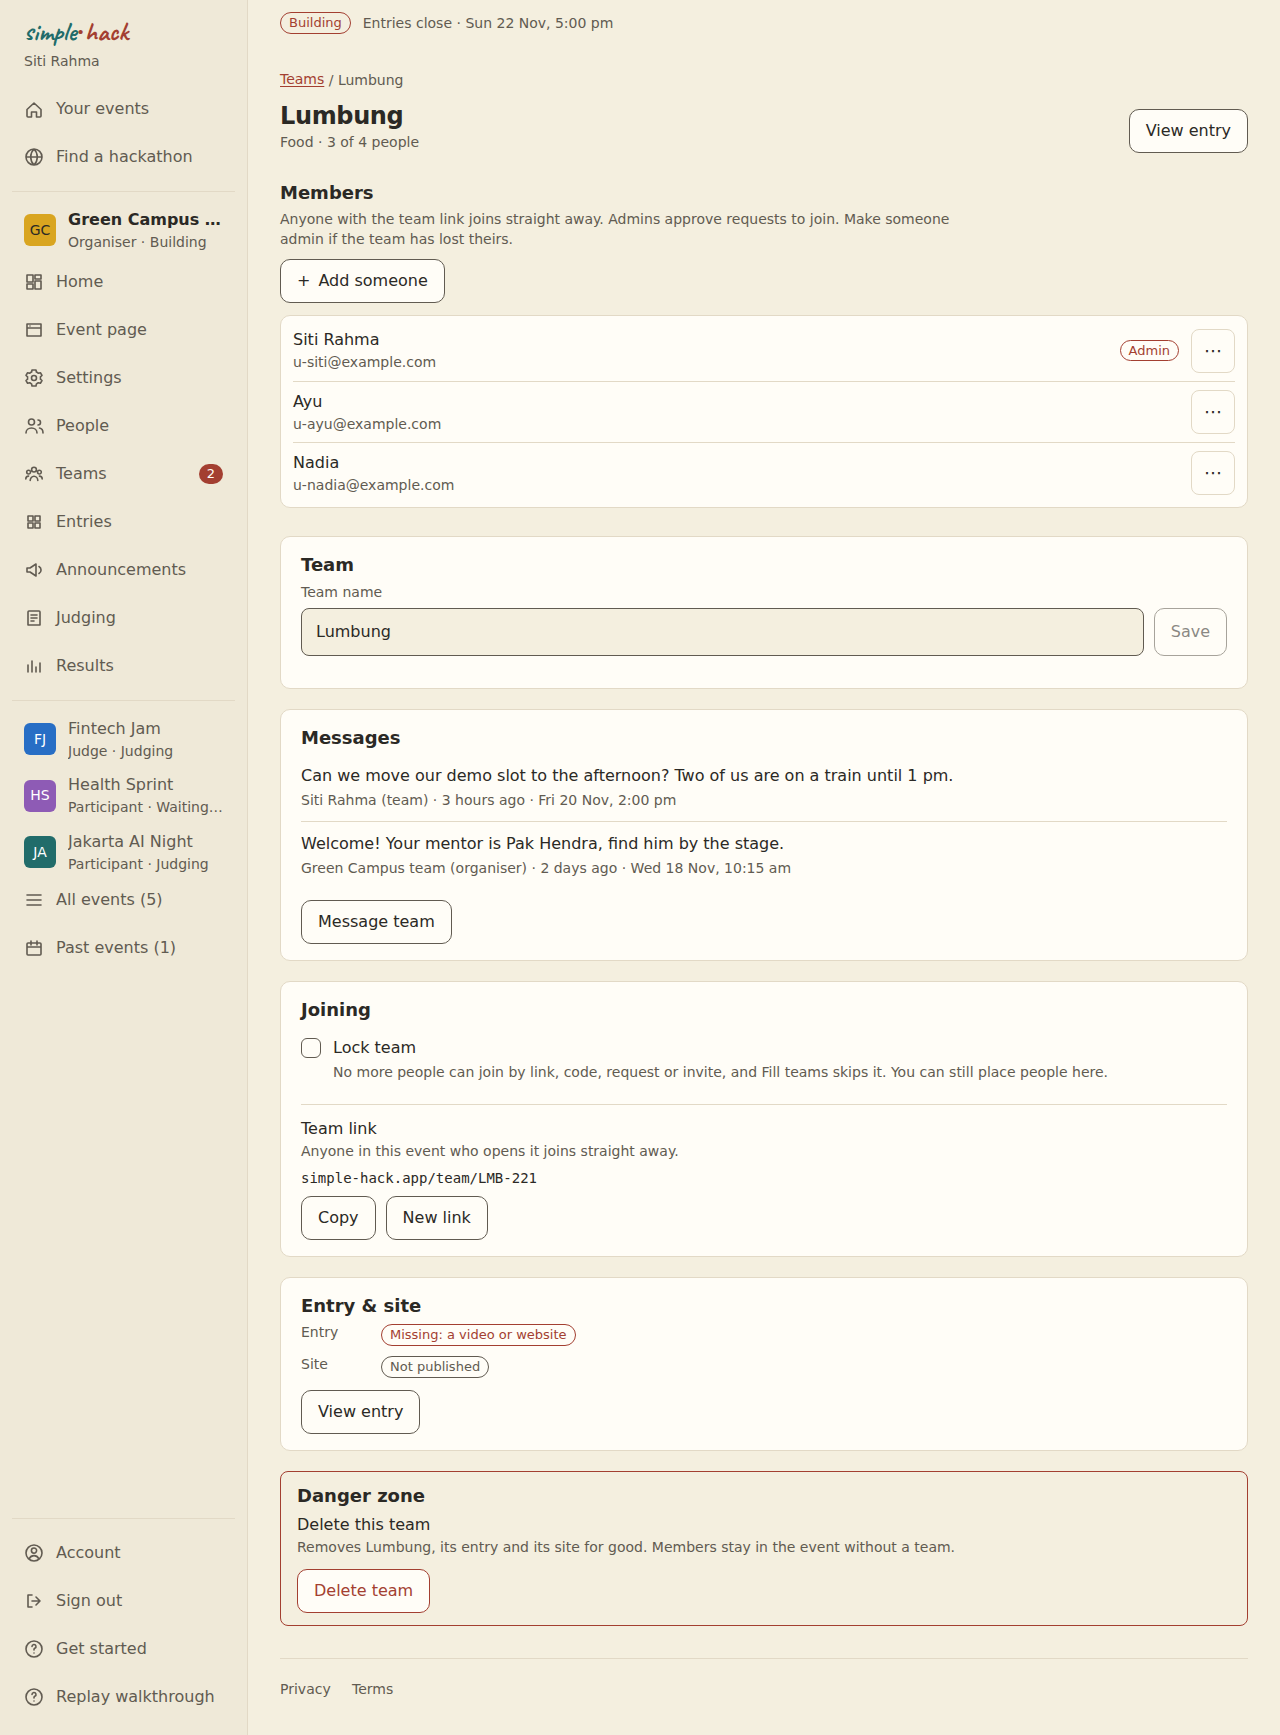 simple·hack
Siti Rahma
Your events
Find a hackathon
GC
Green Campus …
Organiser · Building
Home
Event page
Settings
People
Teams
2
Entries
Announcements
Judging
Results
FJ
Fintech Jam
Judge · Judging
HS
Health Sprint
Participant · Waiting…
JA
Jakarta AI Night
Participant · Judging
All events (5)
Past events (1)
Account
Sign out
Get started
Replay walkthrough
Building
Entries close · Sun 22 Nov, 5:00 pm
Teams / Lumbung
Lumbung
Food · 3 of 4 people
View entry
Members
Anyone with the team link joins straight away. Admins approve requests to join. Make someone
admin if the team has lost theirs.
+ Add someone
Siti Rahma
u-siti@example.com
Admin
⋯
Ayu
u-ayu@example.com
⋯
Nadia
u-nadia@example.com
⋯
Team
Team name
Lumbung
Save
Messages
Can we move our demo slot to the afternoon? Two of us are on a train until 1 pm.
Siti Rahma (team) · 3 hours ago · Fri 20 Nov, 2:00 pm
Welcome! Your mentor is Pak Hendra, find him by the stage.
Green Campus team (organiser) · 2 days ago · Wed 18 Nov, 10:15 am
Message team
Joining
Lock team
No more people can join by link, code, request or invite, and Fill teams skips it. You can still place people here.
Team link
Anyone in this event who opens it joins straight away.
simple-hack.app/team/LMB-221
Copy
New link
Entry & site
Entry
Missing: a video or website
Site
Not published
View entry
Danger zone
Delete this team
Removes Lumbung, its entry and its site for good. Members stay in the event without a team.
Delete team
Privacy
Terms